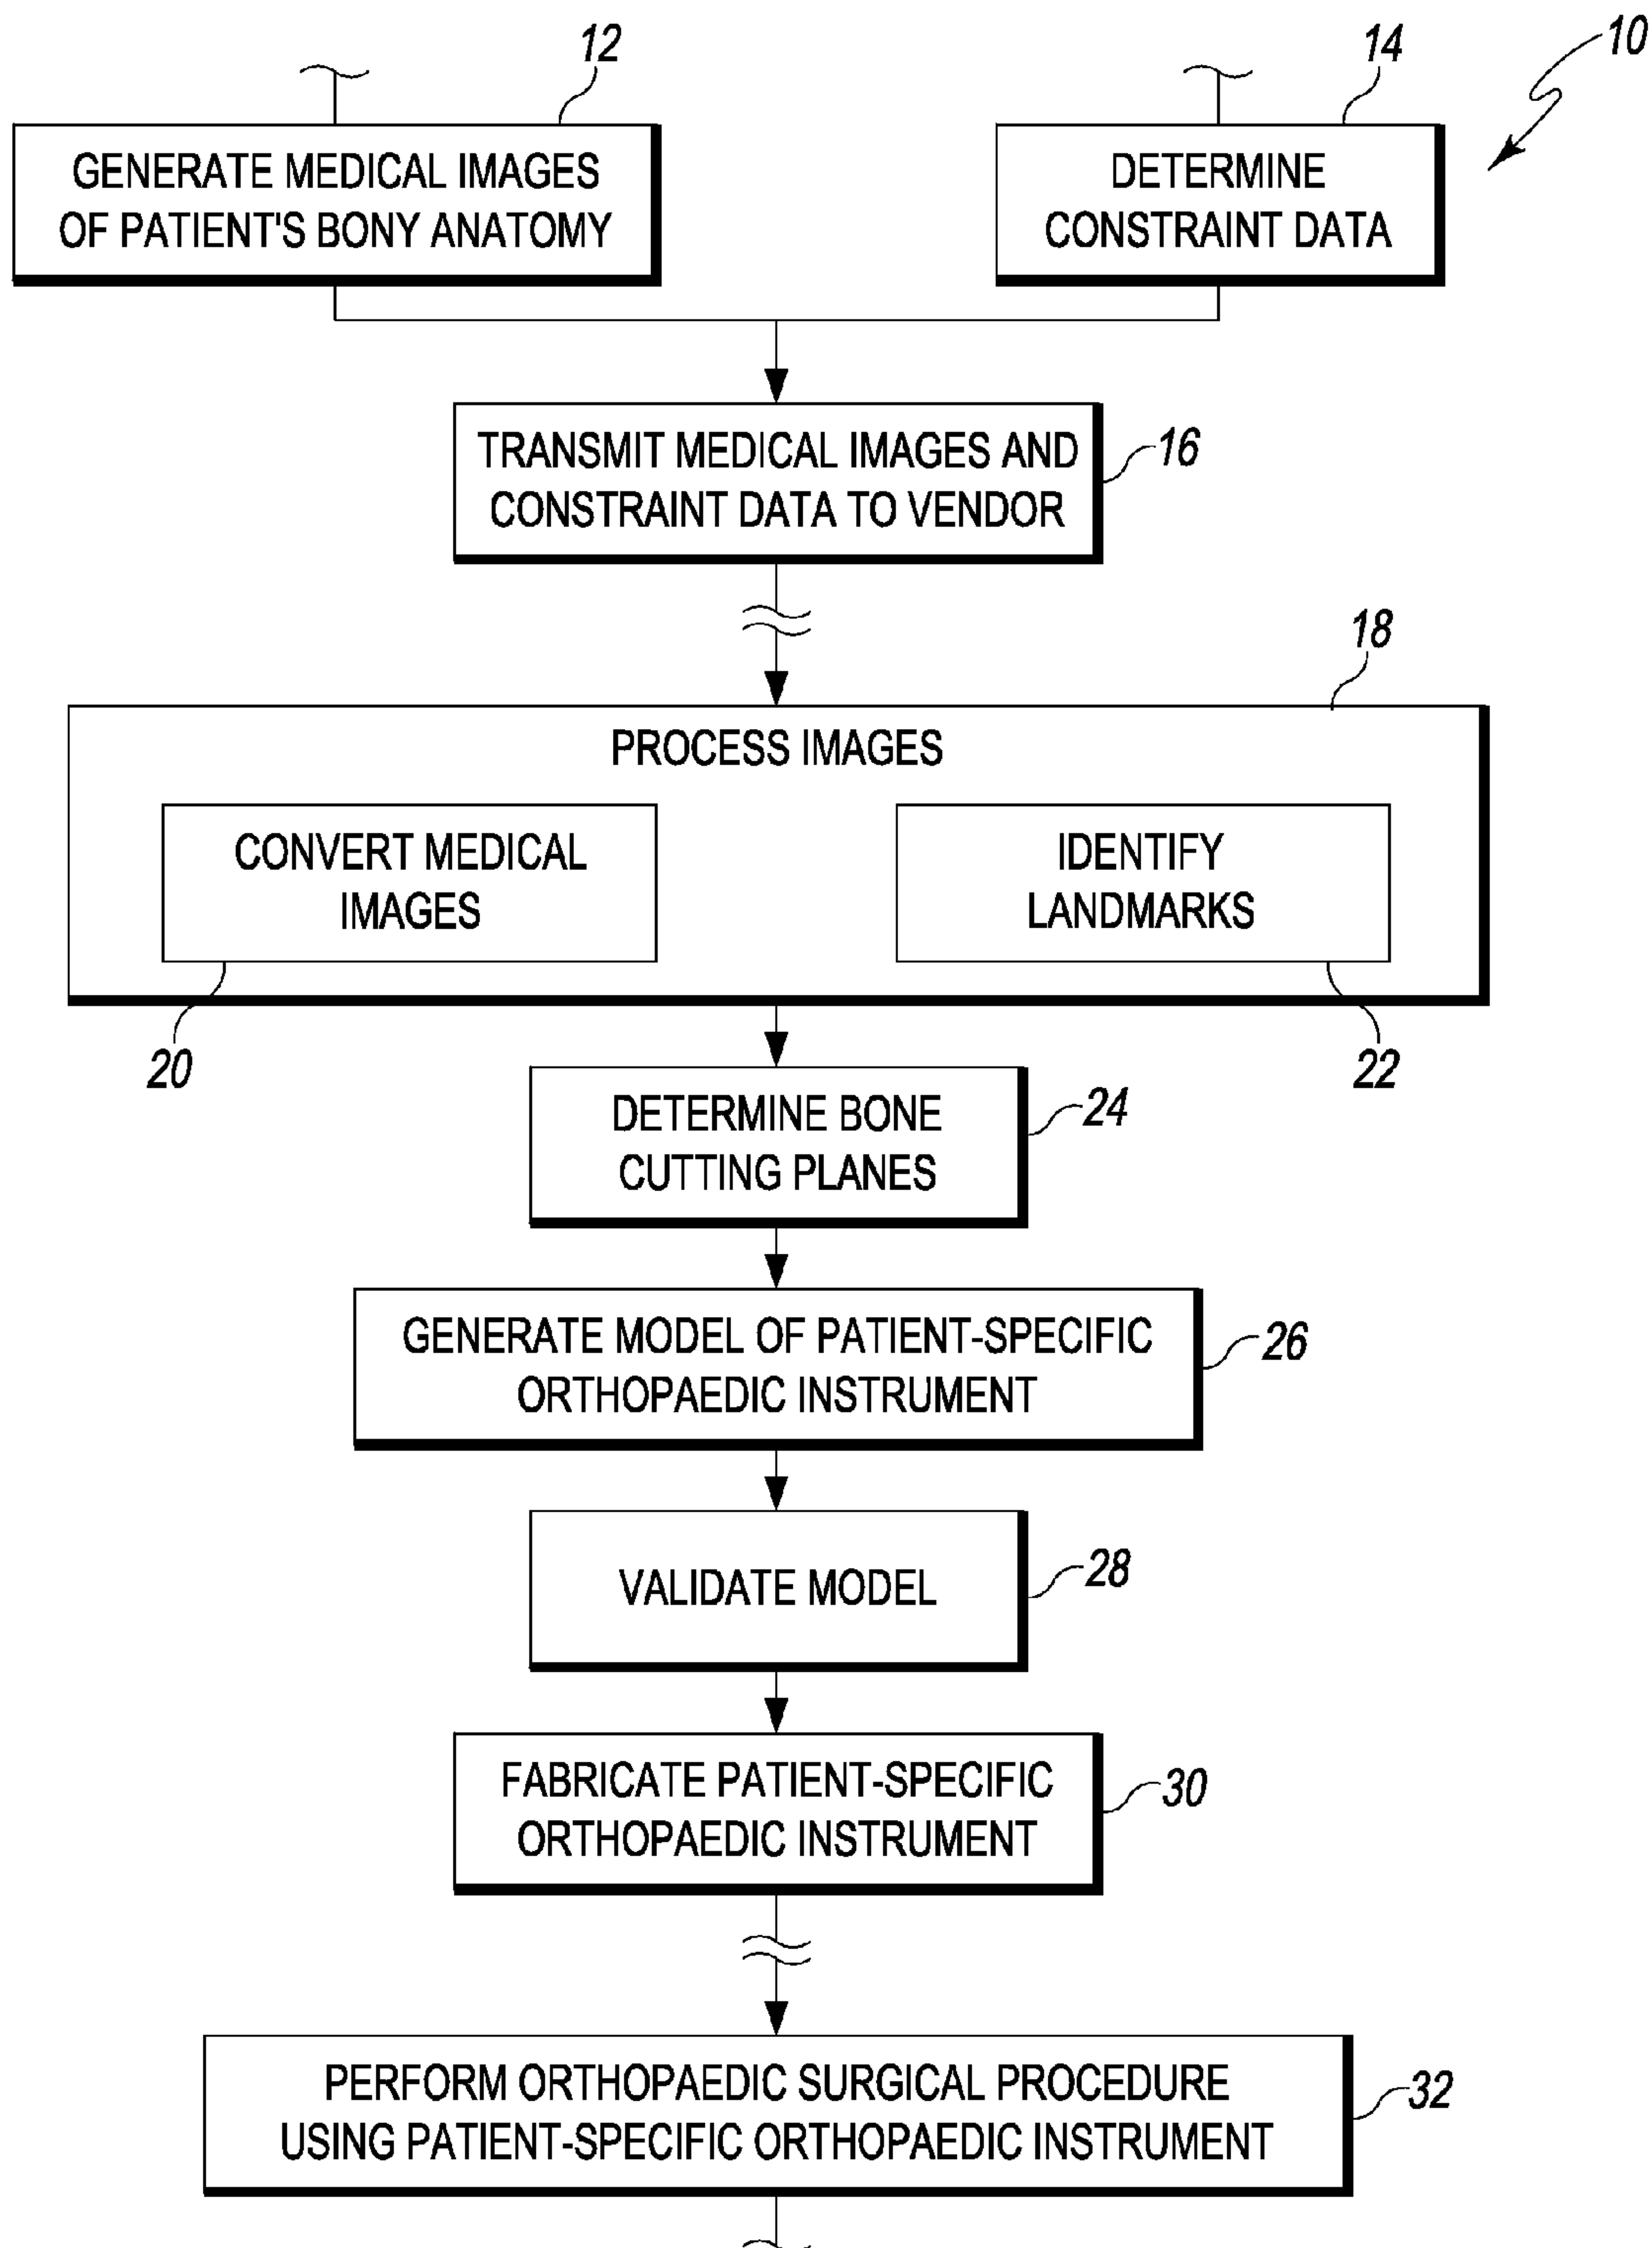 12
14
10
GENERATE MEDICAL IMAGES
OF PATIENT'S BONY ANATOMY
DETERMINE
CONSTRAINT DATA
TRANSMIT MEDICAL IMAGES AND
CONSTRAINT DATA TO VENDOR
16
18
PROCESS IMAGES
CONVERT MEDICAL
IMAGES
IDENTIFY
LANDMARKS
20
22
DETERMINE BONE
CUTTING PLANES
24
GENERATE MODEL OF PATIENT-SPECIFIC
ORTHOPAEDIC INSTRUMENT
26
VALIDATE MODEL
28
FABRICATE PATIENT-SPECIFIC
ORTHOPAEDIC INSTRUMENT
30
PERFORM ORTHOPAEDIC SURGICAL PROCEDURE
USING PATIENT-SPECIFIC ORTHOPAEDIC INSTRUMENT
32